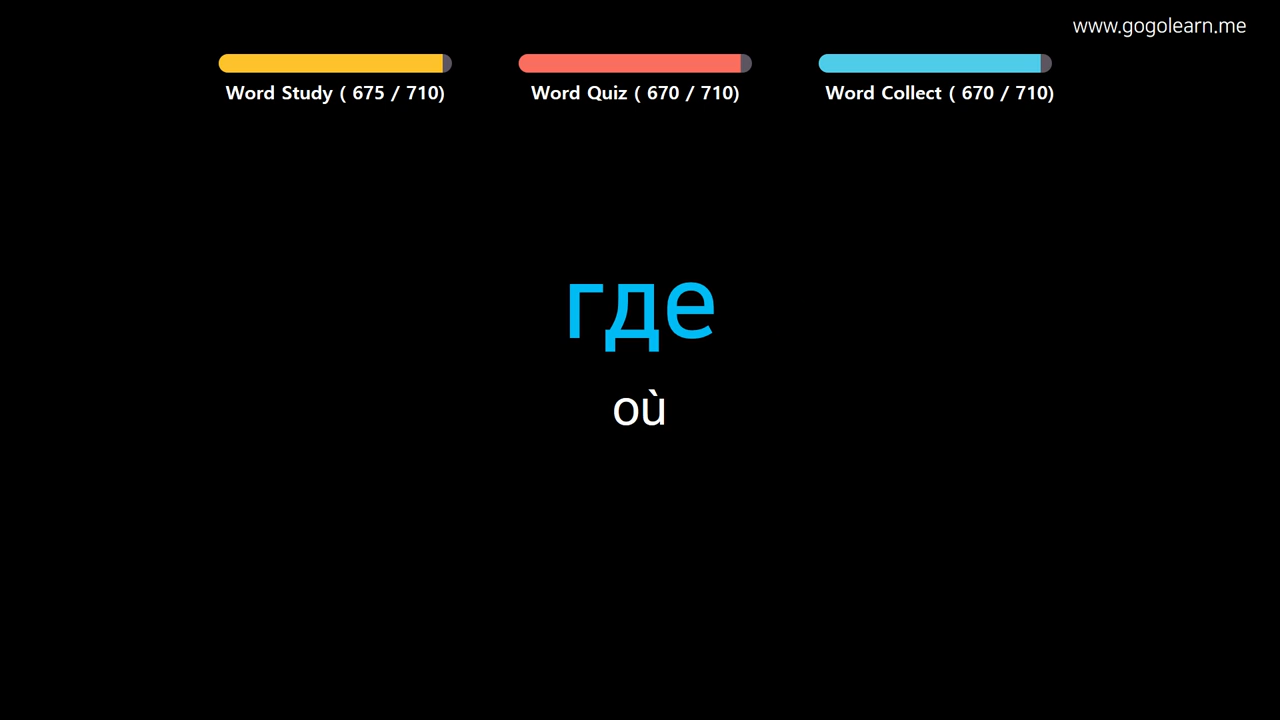 www.gogolearn.me
Word Study ( 675 / 710)
Word Quiz ( 670 / 710)
Word Collect ( 670 / 710)
где
où